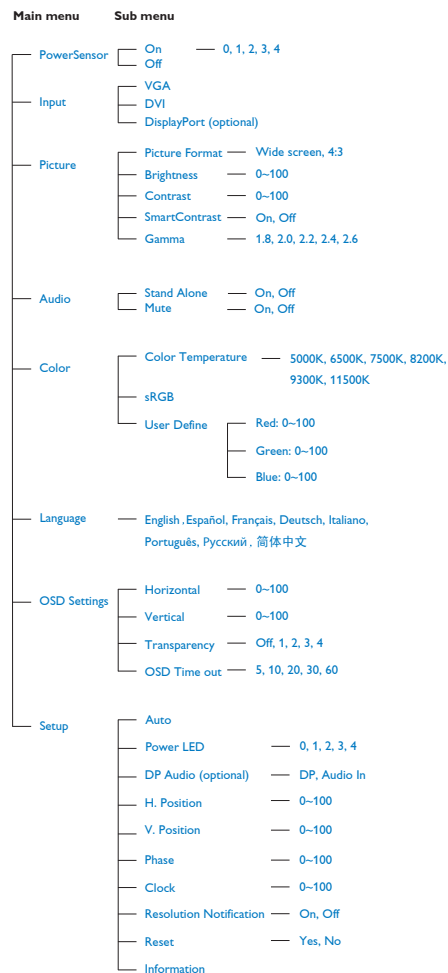 Main menu Sub menu
PowerSensor On 0, 1, 2, 3, 4
Off
Input VGA
DVI
DisplayPort (optional)
Picture Picture Format Wide screen, 4:3
Brightness 0~100
Contrast 0~100
SmartContrast On, Off
Gamma 1.8, 2.0, 2.2, 2.4, 2.6
Audio Stand Alone On, Off
Mute On, Off
Color Color Temperature 5000K, 6500K, 7500K, 8200K,
9300K, 11500K
sRGB
User Define Red: 0~100
Green: 0~100
Blue: 0~100
Language English , Español, Français, Deutsch, Italiano,
Português, Русский , 简体中文
OSD Settings Horizontal 0~100
Vertical 0~100
Transparency Off, 1, 2, 3, 4
OSD Time out 5, 10, 20, 30, 60
Setup Auto
Power LED 0, 1, 2, 3, 4
DP Audio (optional) DP, Audio In
H. Position 0~100
V. Position 0~100
Phase 0~100
Clock 0~100
Resolution Notification On, Off
Reset Yes, No
Information